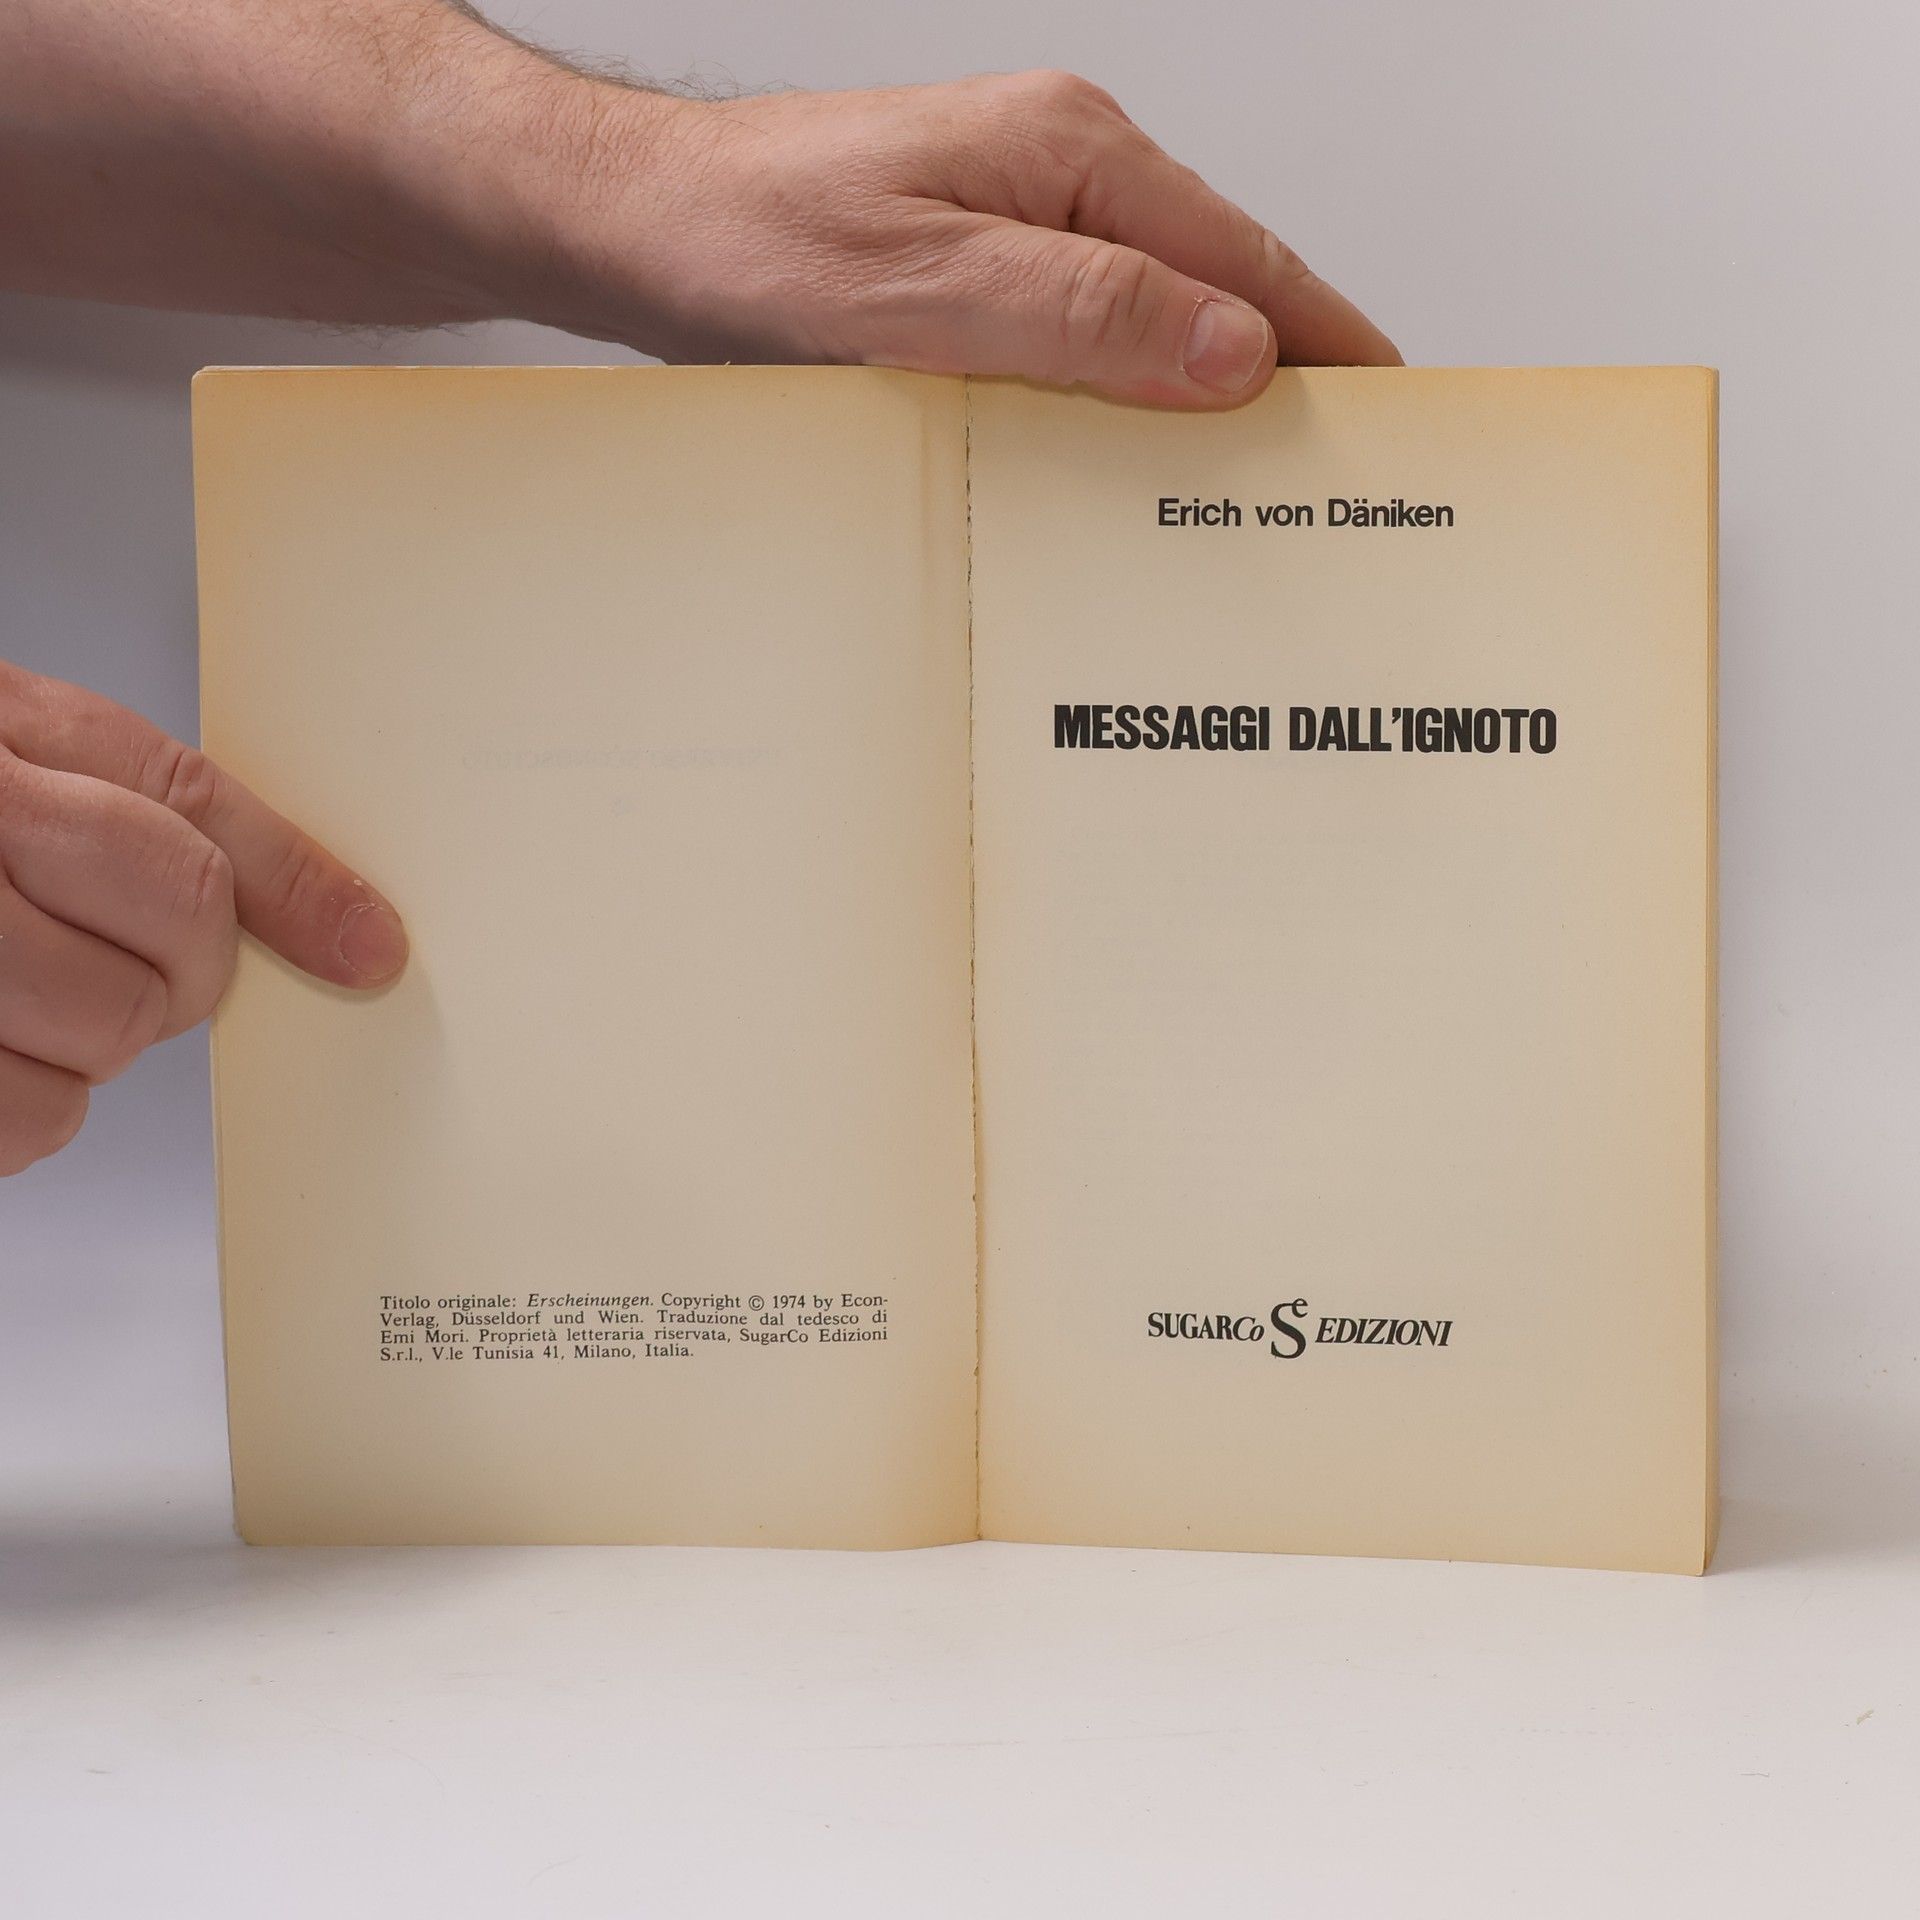 Titolo originale: Erscheinungen. Copyright © 1974 by Econ-
Verlag, Düsseldorf und Wien. Traduzione dal tedesco di
Emi Mori. Proprietà letteraria riservata, SugarCo Edizioni
S.r.l., V.le Tunisia 41, Milano, Italia.
Erich von Däniken
MESSAGGI DALL'IGNOTO
SUGARCo Se EDIZIONI